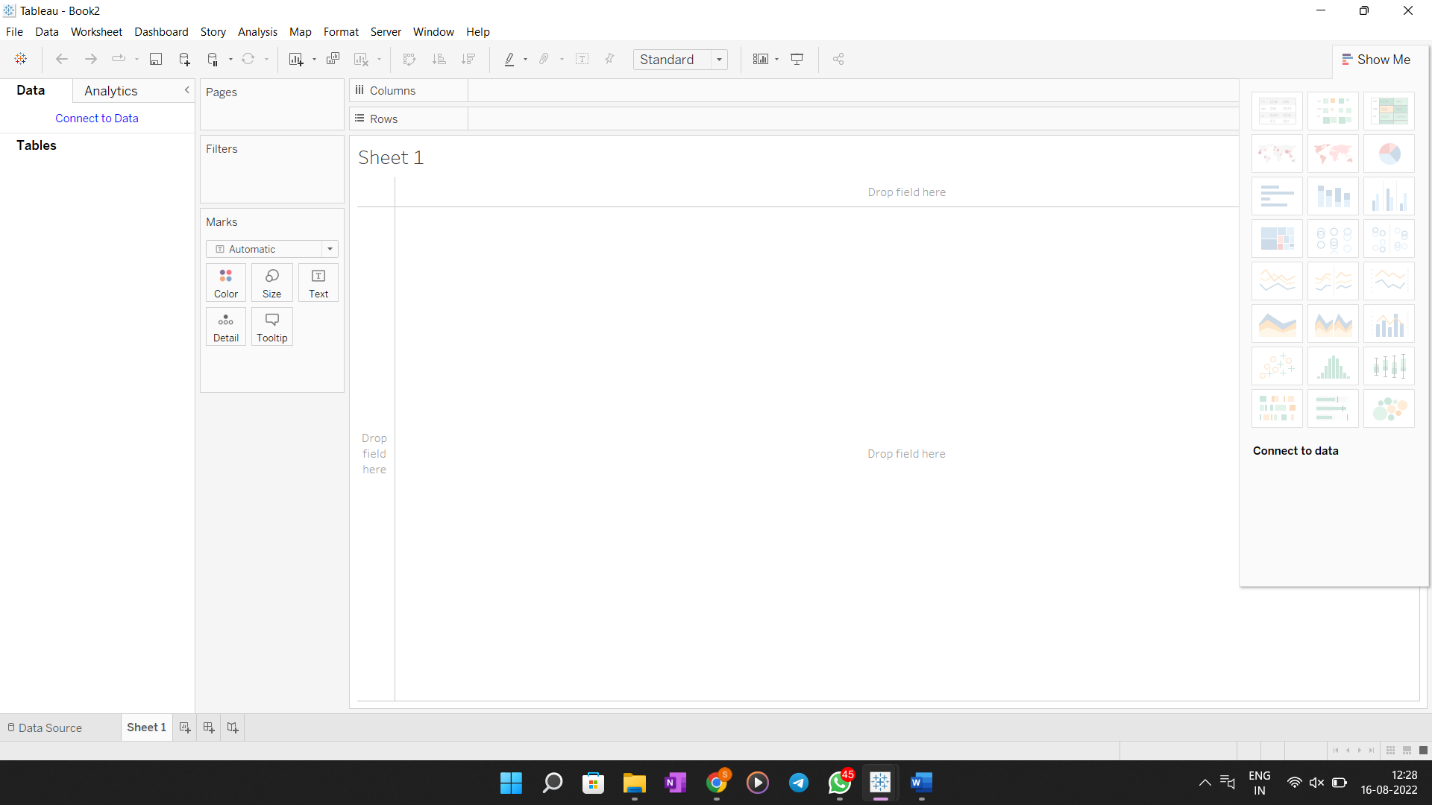 Tableau - Book2
File Data Worksheet Dashboard Story Analysis Map Format Server Window Help
Standard
Show Me
Data Analytics
Connect to Data
Tables
Pages
Filters
Marks
Automatic
Color Size Text
Detail Tooltip
Columns
Rows
Sheet 1
Drop field here
Drop
field
here
Drop field here
Connect to data
Data Source Sheet 1
S
45
N
W
ENG
IN
12:28
16-08-2022